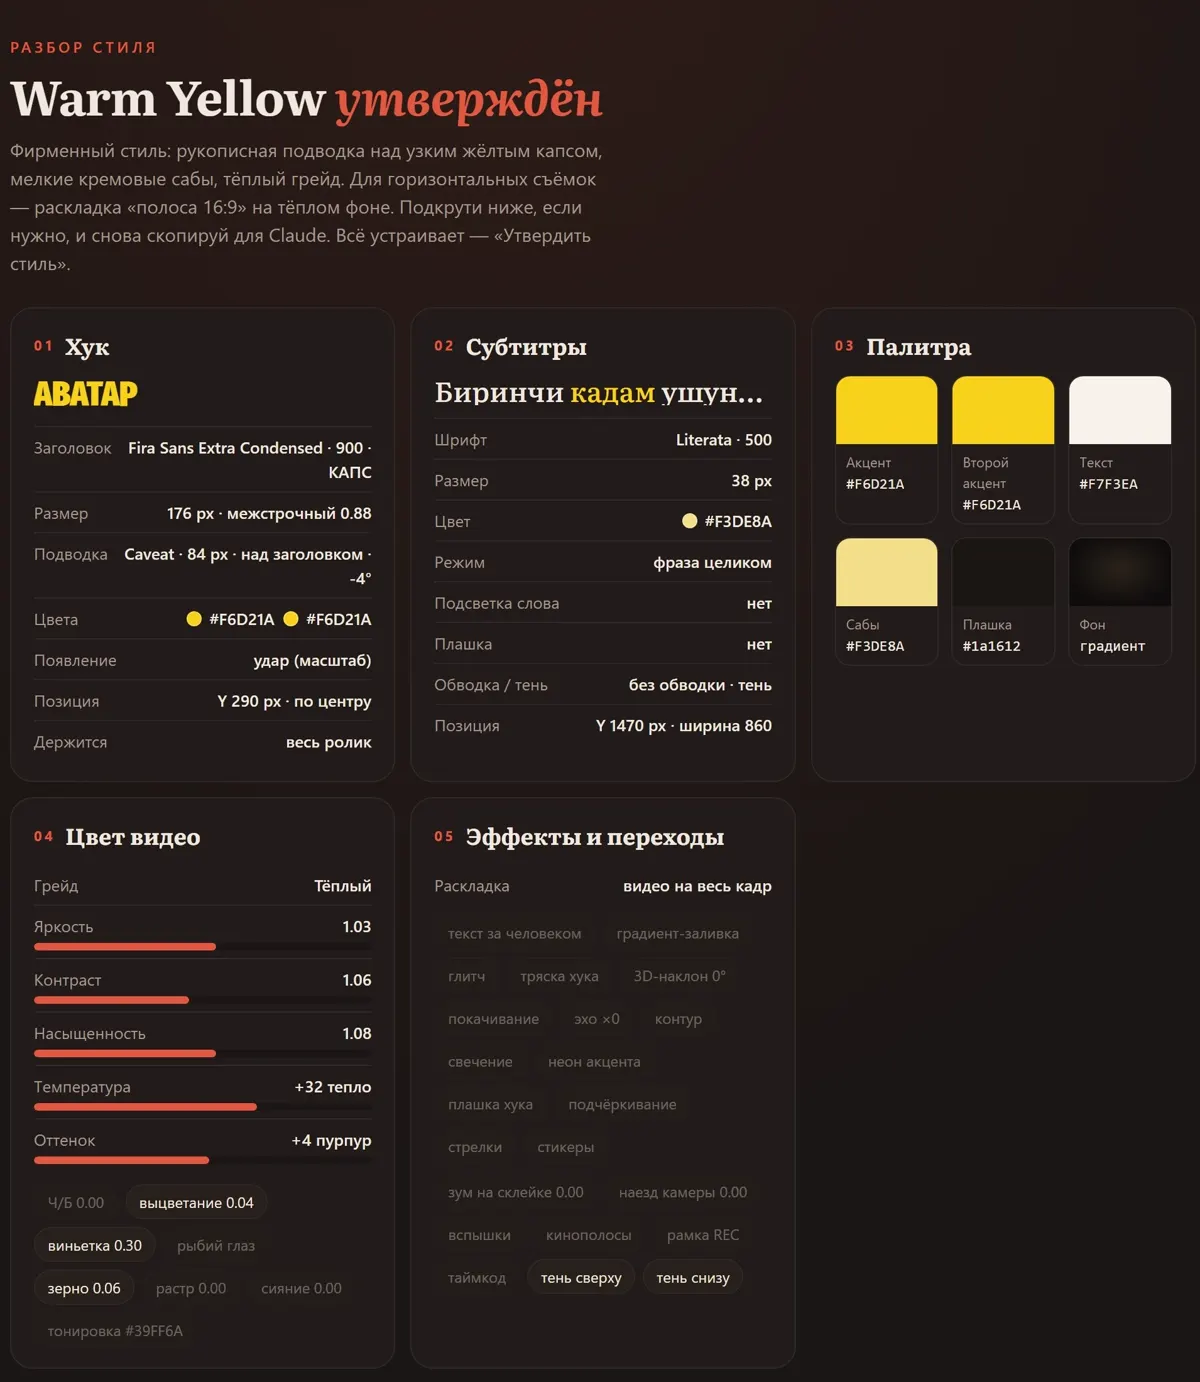 РАЗБОР СТИЛЯ
Warm Yellow утверждён
Фирменный стиль: рукописная подводка над узким жёлтым капсом,
мелкие кремовые сабы, тёплый грейд. Для горизонтальных съёмок
— раскладка «полоса 16:9» на тёплом фоне. Подкрути ниже, если
нужно, и снова скопируй для Claude. Всё устраивает — «Утвердить
стиль».
01 Хук
АВАТАР
Заголовок Fira Sans Extra Condensed · 900 ·
КАПС
Размер 176 px · межстрочный 0.88
Подводка Caveat · 84 px · над заголовком ·
-4°
Цвета #F6D21A #F6D21A
Появление удар (масштаб)
Позиция Y 290 px · по центру
Держится весь ролик
02 Субтитры
Биринчи кадам ушун...
Шрифт Literata · 500
Размер 38 px
Цвет #F3DE8A
Режим фраза целиком
Подсветка слова нет
Плашка нет
Обводка / тень без обводки · тень
Позиция Y 1470 px · ширина 860
03 Палитра
Акцент
#F6D21A
Второй
акцент
#F6D21A
Текст
#F7F3EA
Сабы
#F3DE8A
Плашка
#1a1612
Фон
градиент
04 Цвет видео
Грейд Тёплый
Яркость 1.03
Контраст 1.06
Насыщенность 1.08
Температура +32 тепло
Оттенок +4 пурпур
Ч/Б 0.00 выцветание 0.04
виньетка 0.30 рыбий глаз
зерно 0.06 растр 0.00 сияние 0.00
тонировка #39FF6A
05 Эффекты и переходы
Раскладка видео на весь кадр
текст за человеком градиент-заливка
глитч тряска хука 3D-наклон 0°
покачивание эхо ×0 контур
свечение неон акцента
плашка хука подчёркивание
стрелки стикеры
зум на склейке 0.00 наезд камеры 0.00
вспышки кинополосы рамка REC
таймкод тень сверху тень снизу